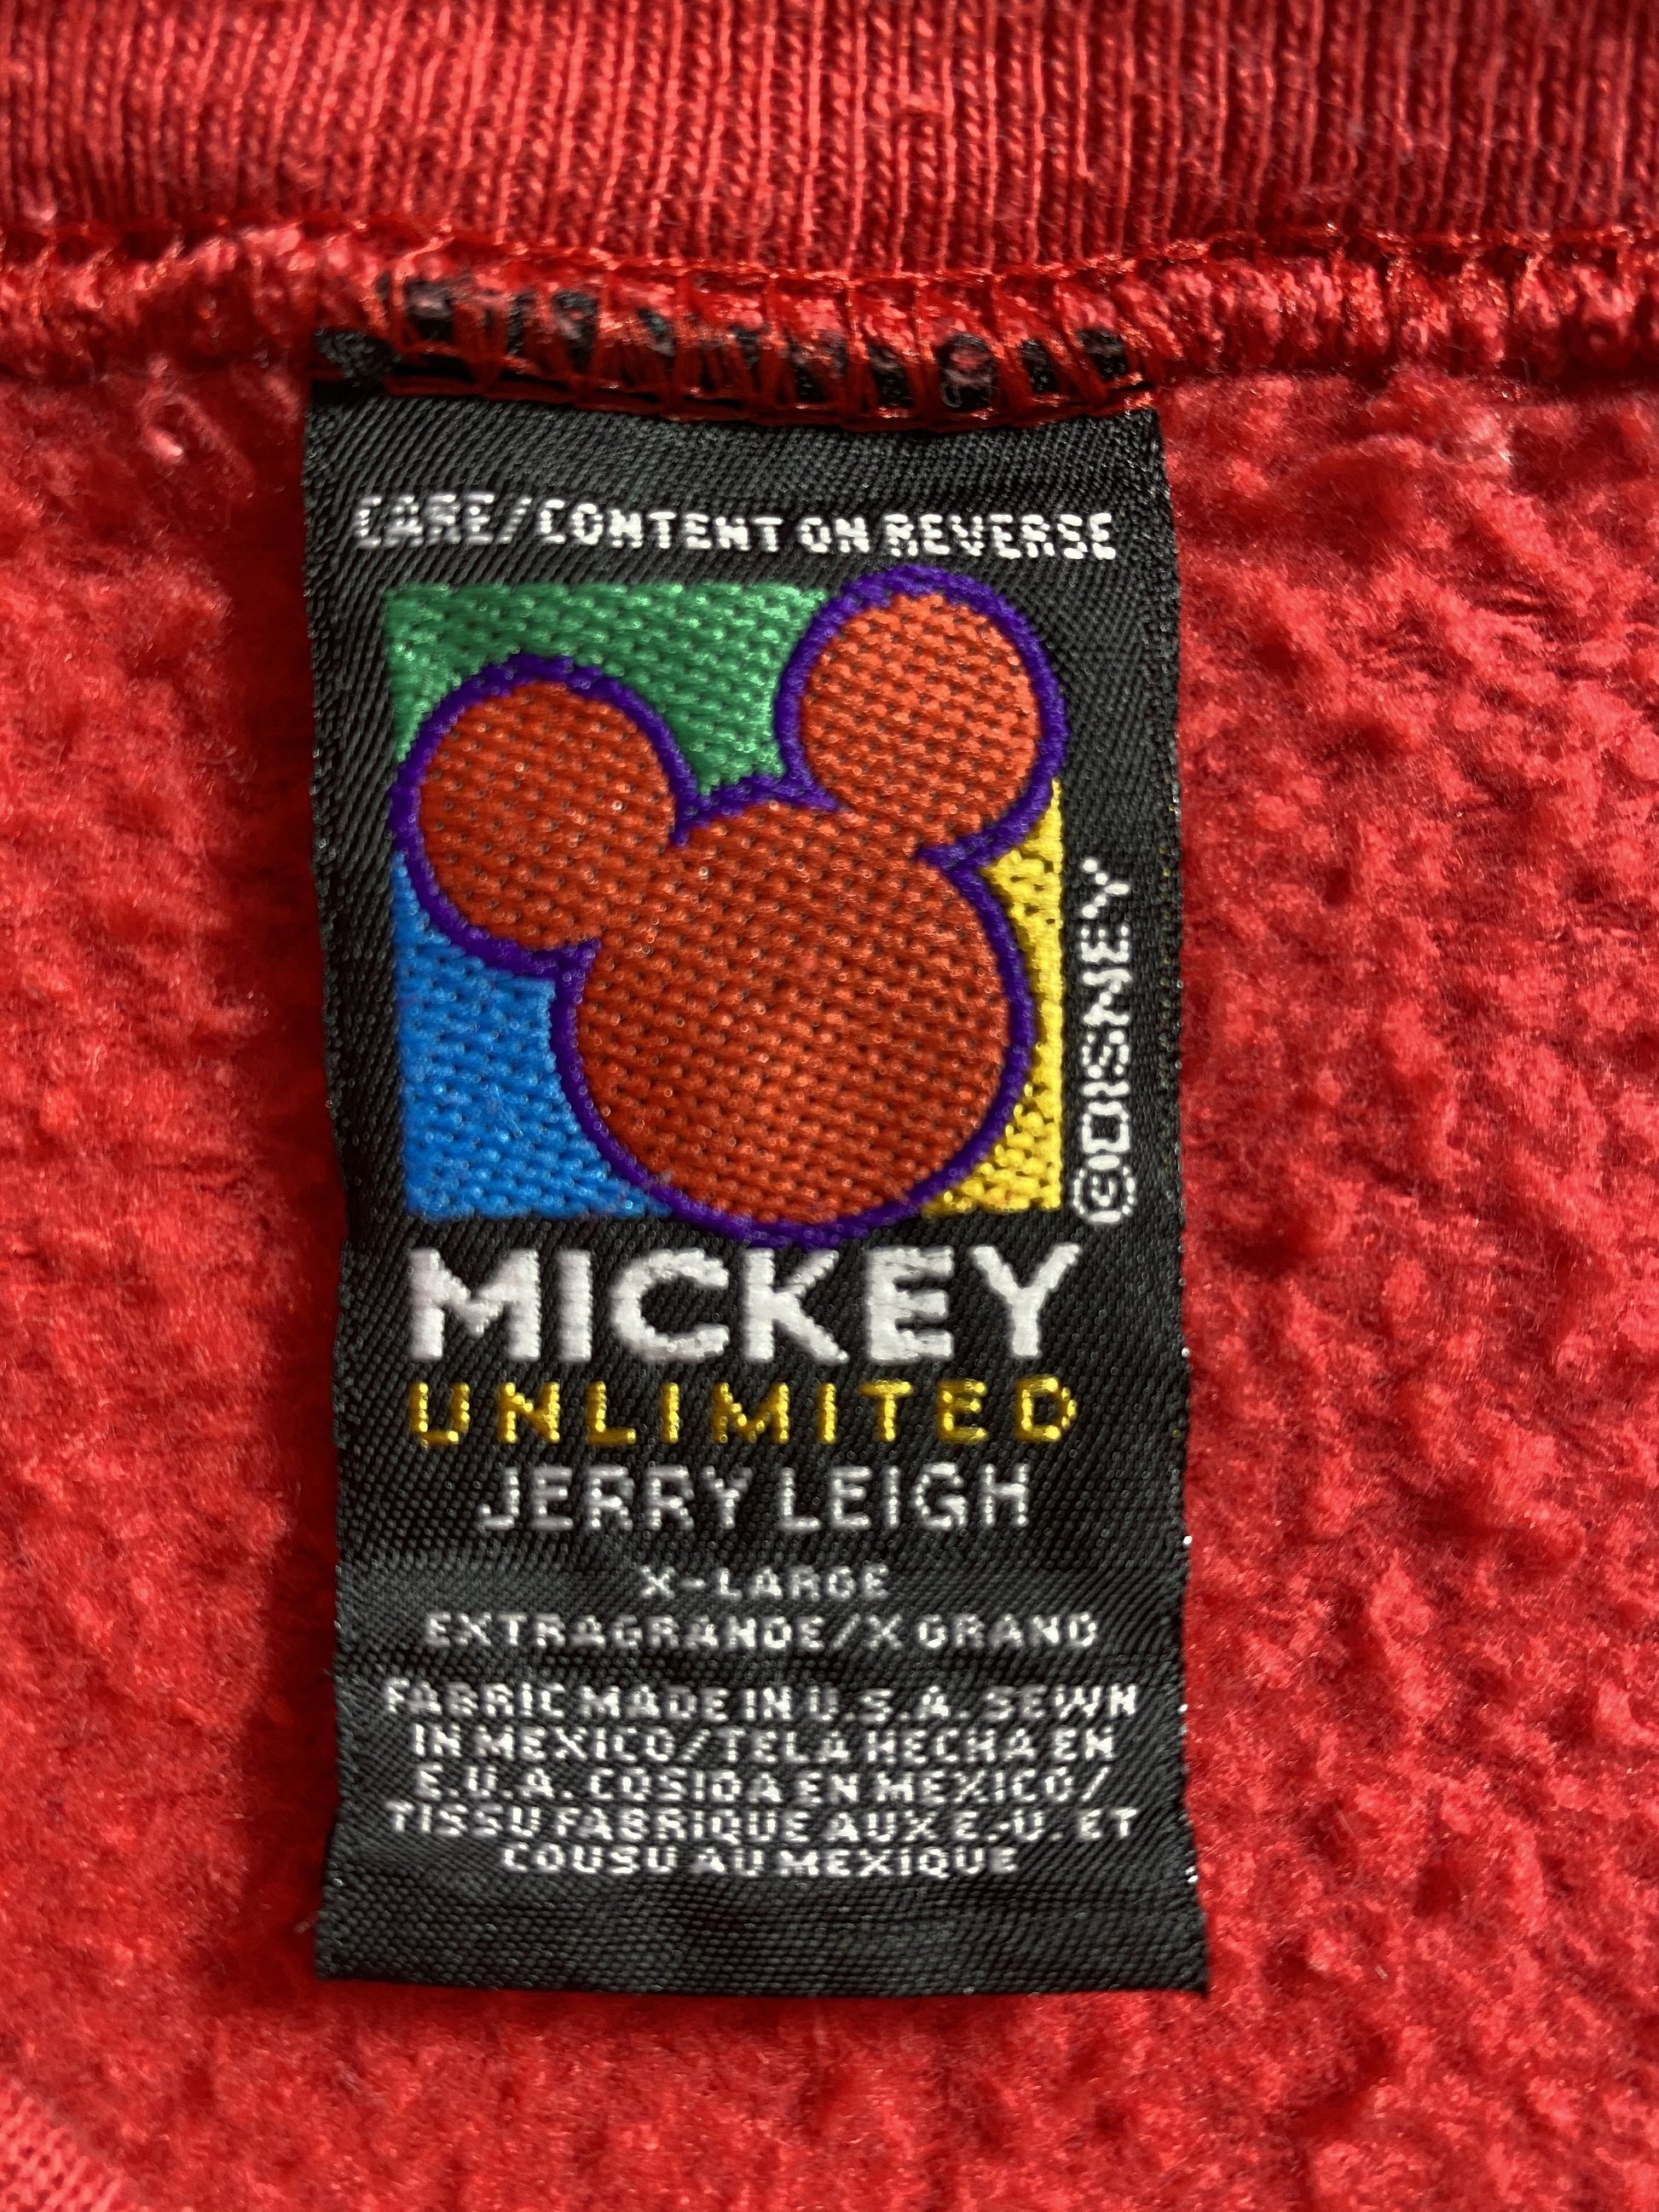 CARE/CONTENT ON REVERSE
©DISNEY
MICKEY
UNLIMITED
JERRY LEIGH
X-LARGE
EXTRAGRANDE/X GRAND
FABRIC MADE IN U.S.A. SEWN
IN MEXICO/TELA HECHA EN
E.U.A. COSIDA EN MEXICO/
TISSU FABRIQUE AUX E.-U. ET
COUSU AU MEXIQUE